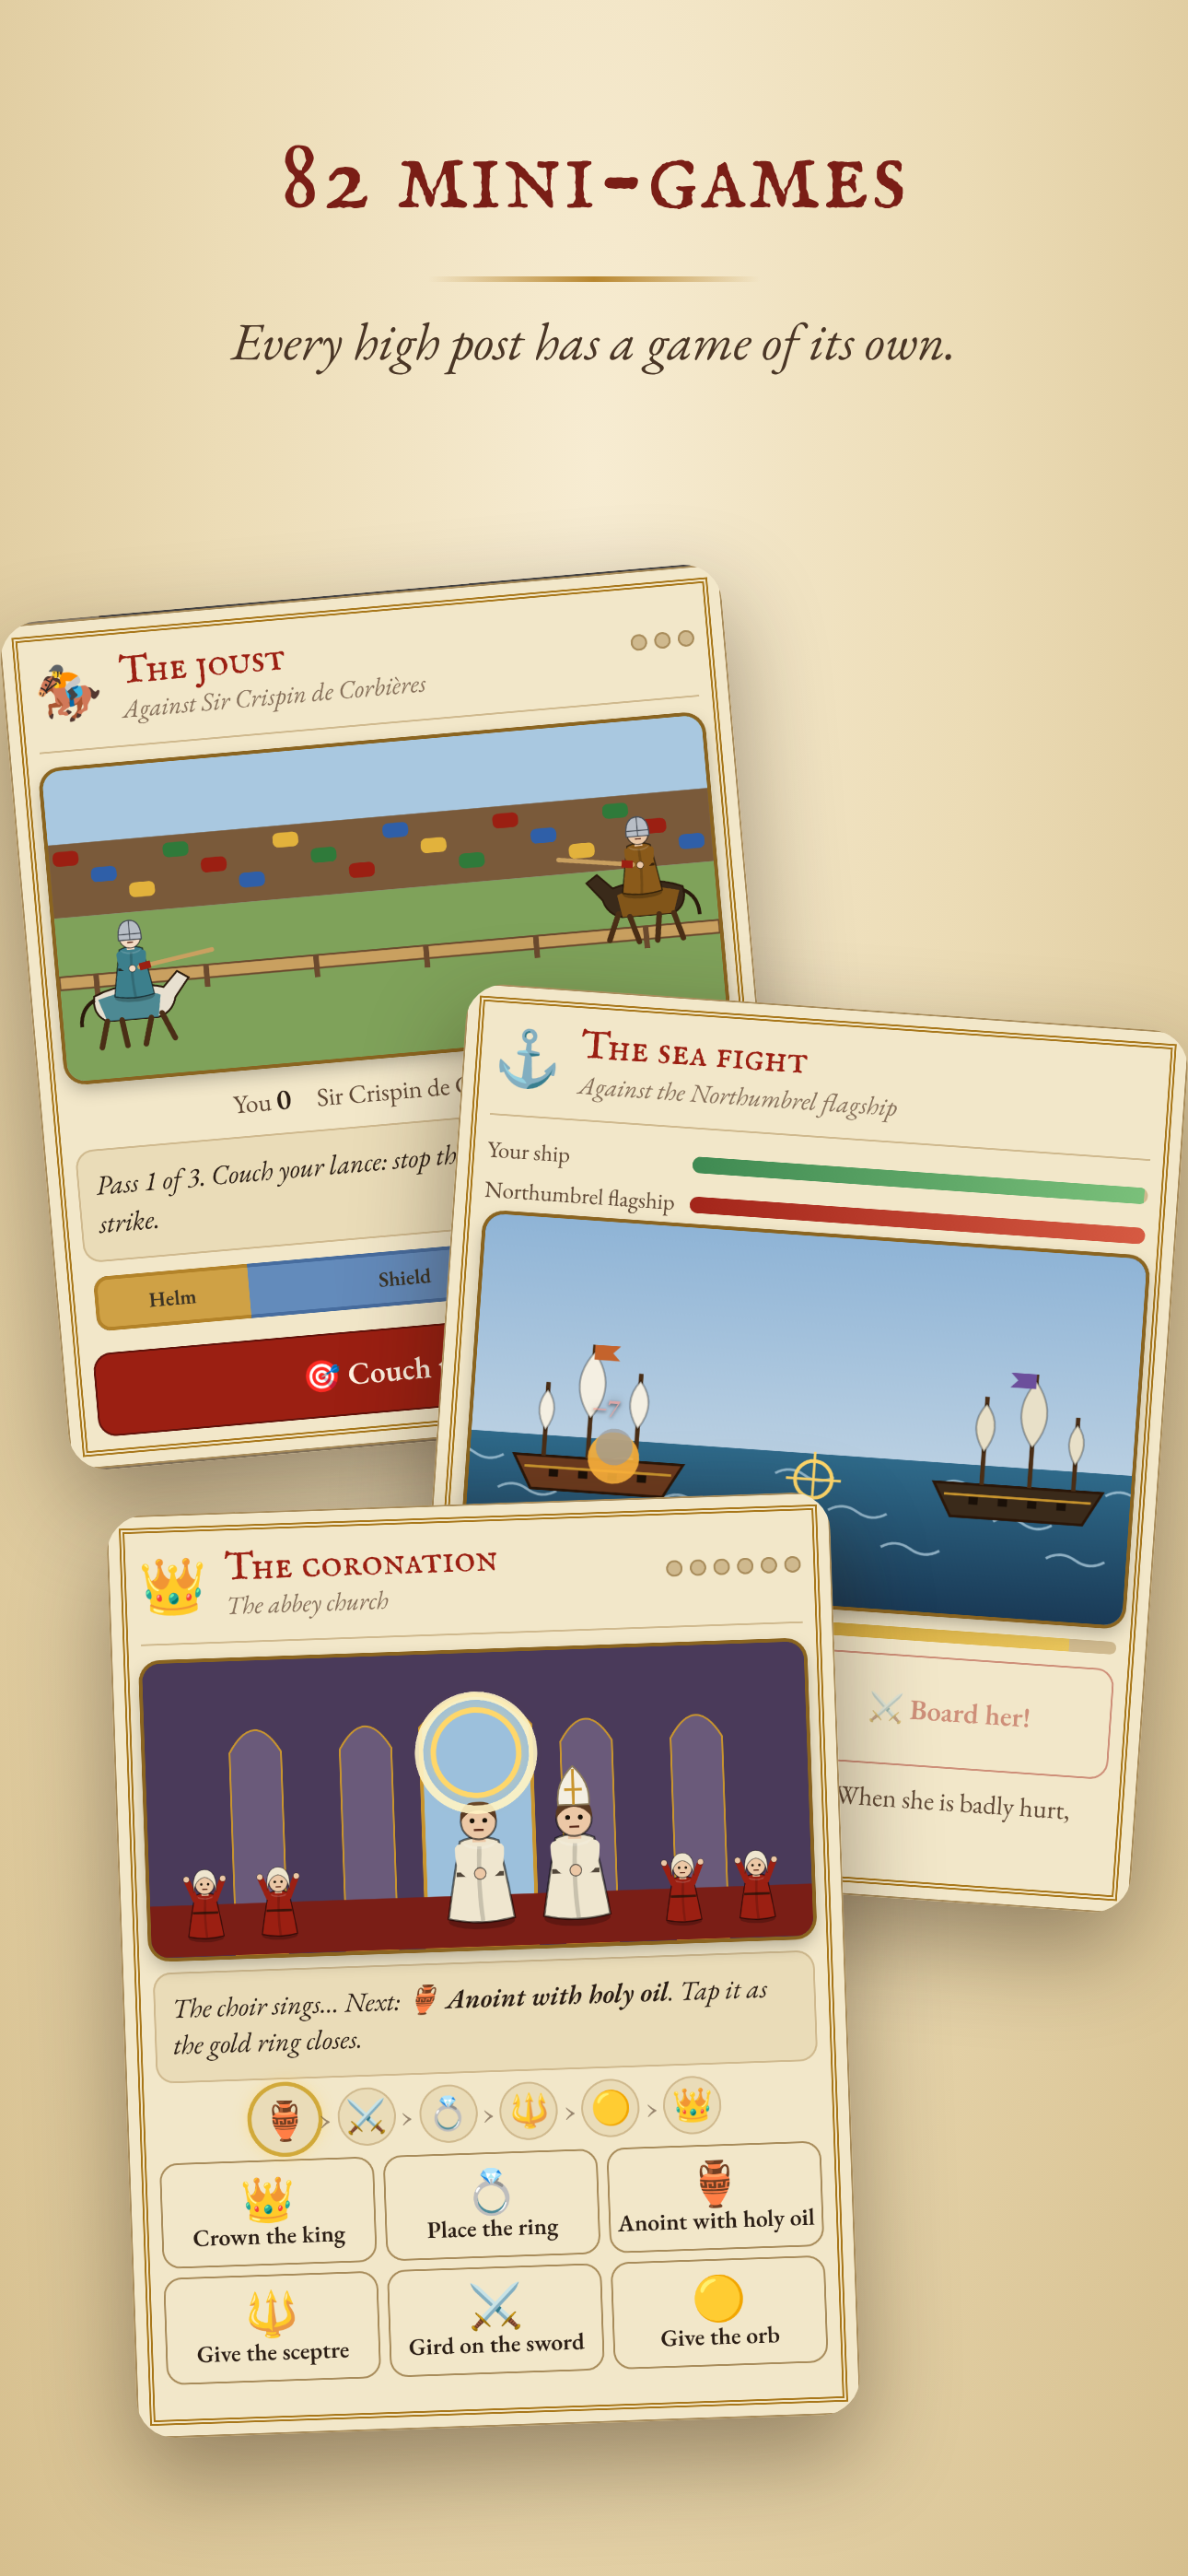 82 MINI-GAMES
Every high post has a game of its own.
THE JOUST
Against Sir Crispin de Corbières
You 0 Sir Crispin de
Pass 1 of 3. Couch your lance: stop th
strike.
Helm
Shield
Couch
THE SEA FIGHT
Against the Northumbrel flagship
Your ship
Northumbrel flagship
-7
Board her!
When she is badly hurt,
THE CORONATION
The abbey church
The choir sings... Next: Anoint with holy oil. Tap it as
the gold ring closes.
Crown the king
Place the ring
Anoint with holy oil
Give the sceptre
Gird on the sword
Give the orb